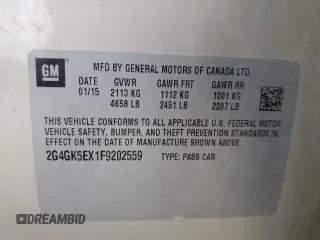 GM
MFD BY GENERAL MOTORS OF CANADA LTD.
DATE GVWR GAWR FRT GAWR RR
01/15 2113 KG 1112 KG 1001 KG
4658 LB 2451 LB 2207 LB
THIS VEHICLE CONFORMS TO ALL APPLICABLE U.S. FEDERAL MOTOR
VEHICLE SAFETY, BUMPER, AND THEFT PREVENTION STANDARDS
IN EFFECT ON THE DATE OF MANUFACTURE SHOWN ABOVE.
2G4GK5EX1F9202559 TYPE: PASS CAR
DREAMBID